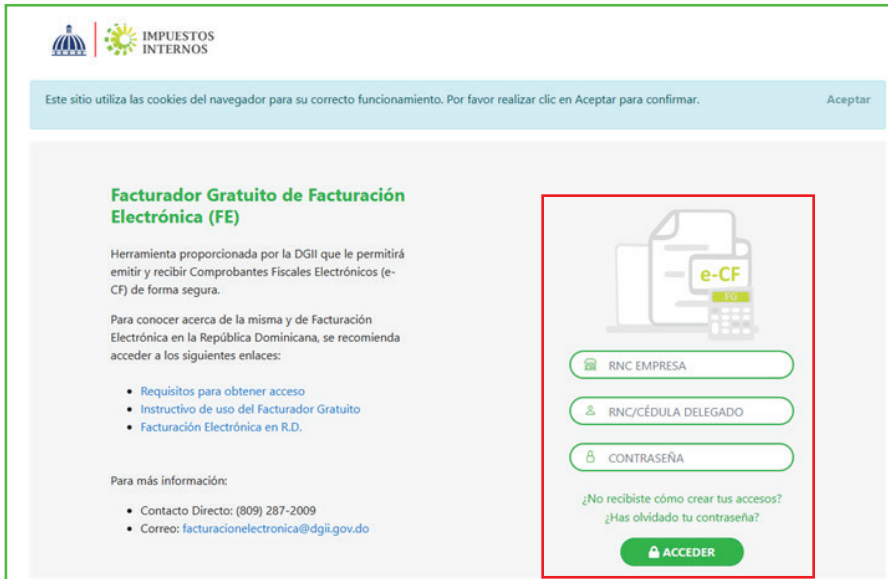 IMPUESTOS
INTERNOS
Este sitio utiliza las cookies del navegador para su correcto funcionamiento. Por favor realizar clic en Aceptar para confirmar.
Aceptar
Facturador Gratuito de Facturación
Electrónica (FE)
Herramienta proporcionada por la DGII que le permitirá
emitir y recibir Comprobantes Fiscales Electrónicos (e-
CF) de forma segura.
Para conocer acerca de la misma y de Facturación
Electrónica en la República Dominicana, se recomienda
acceder a los siguientes enlaces:
• Requisitos para obtener acceso
• Instructivo de uso del Facturador Gratuito
• Facturación Electrónica en R.D.
Para más información:
• Contacto Directo: (809) 287-2009
• Correo: facturacionelectronica@dgii.gov.do
e-CF
FG
RNC EMPRESA
RNC/CÉDULA DELEGADO
CONTRASEÑA
¿No recibiste cómo crear tus accesos?
¿Has olvidado tu contraseña?
ACCEDER